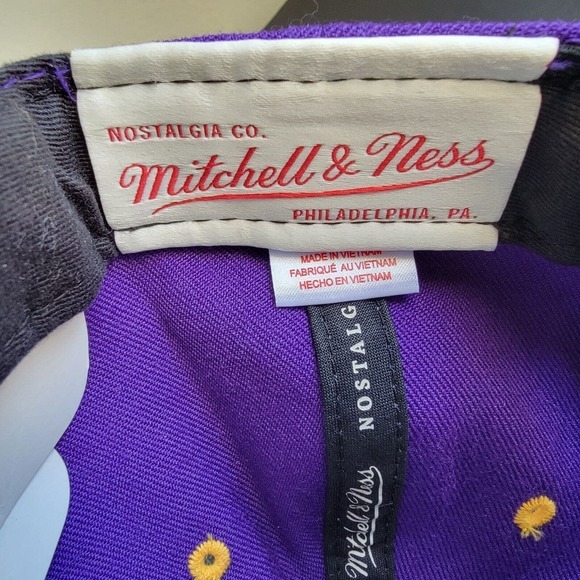 NOSTALGIA CO.
Mitchell & Ness
PHILADELPHIA, PA.
MADE IN VIETNAM
FABRIQUÉ AU VIETNAM
HECHO EN VIETNAM
NOSTALG
Mitchell & Ness